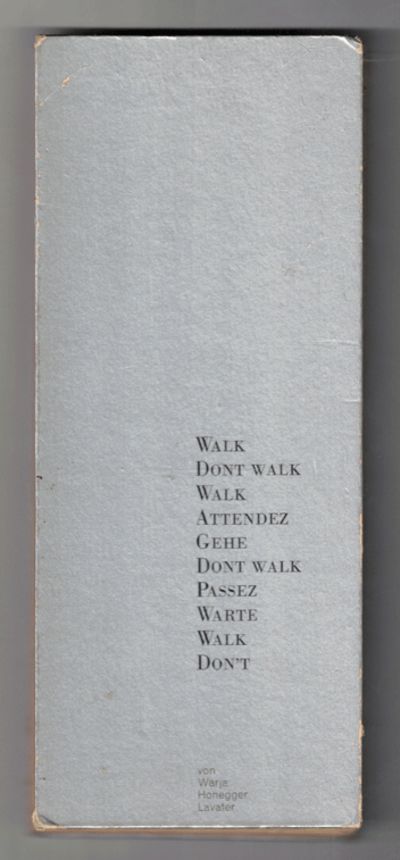 WALK
DONT WALK
WALK
ATTENDEZ
GEHE
DONT WALK
PASSEZ
WARTE
WALK
DON'T
von
Warja
Honegger
Lavater